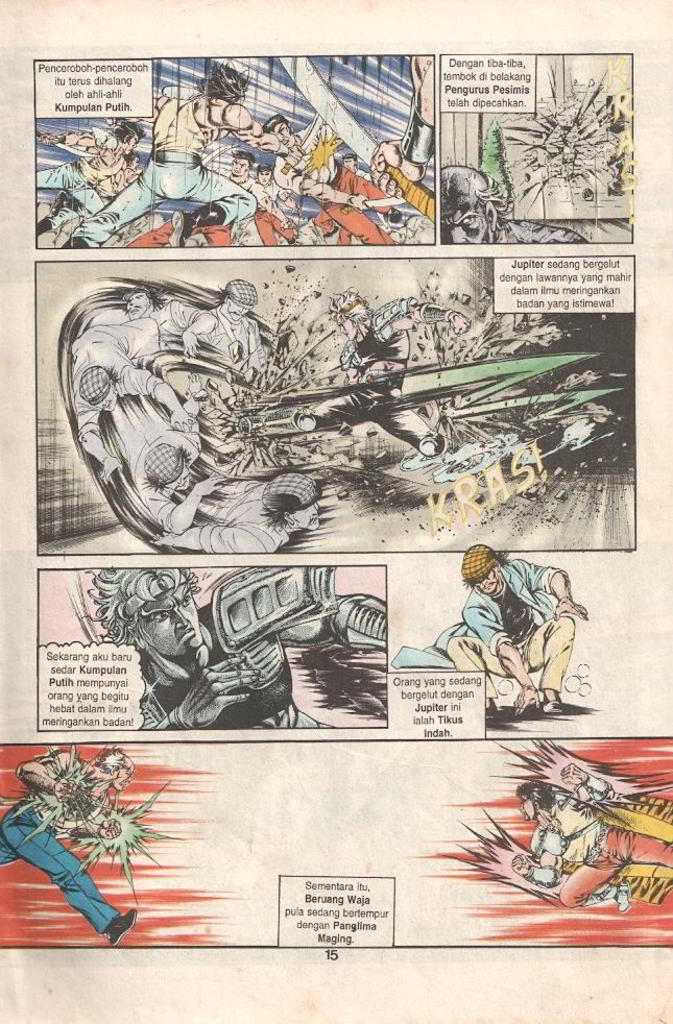 Penceroboh-penceroboh
itu terus dihalang
oleh ahli-ahli
Kumpulan Putih.
Dengan tiba-tiba,
tembok di belakang
Pengurus Pesimis
telah dipecahkan.
KRAS
Jupiter sedang bergelut
dengan lawannya yang mahir
dalam ilmu meringankan
badan yang istimewa!
KRAS!
Sekarang aku baru
sedar Kumpulan
Putih mempunyai
orang yang begitu
hebat dalam ilmu
meringankan badan!
Orang yang sedang
bergelut dengan
Jupiter ini
ialah Tikus
Indah.
Sementara itu,
Beruang Waja
pula sedang bertempur
dengan Panglima
Maging.
15